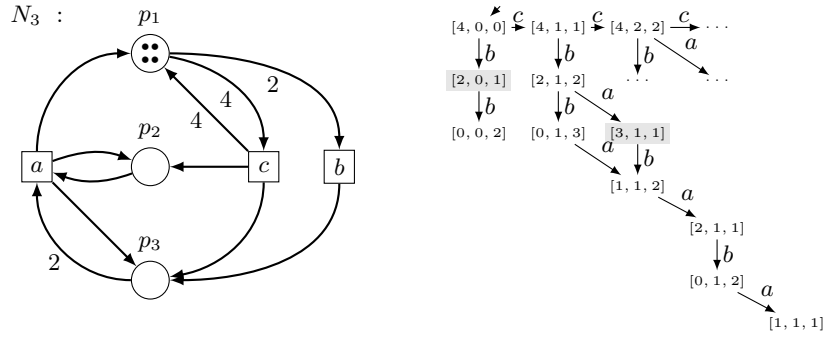 N₃ :
p₁
2
4
4
p₂
a
c
b
p₃
2
[4, 0, 0] c [4, 1, 1] c [4, 2, 2] c · · ·
b b b a
[2, 0, 1] [2, 1, 2] · · · · · ·
b b a
[0, 0, 2] [0, 1, 3] [3, 1, 1]
a b
[1, 1, 2]
a
[2, 1, 1]
b
[0, 1, 2]
a
[1, 1, 1]